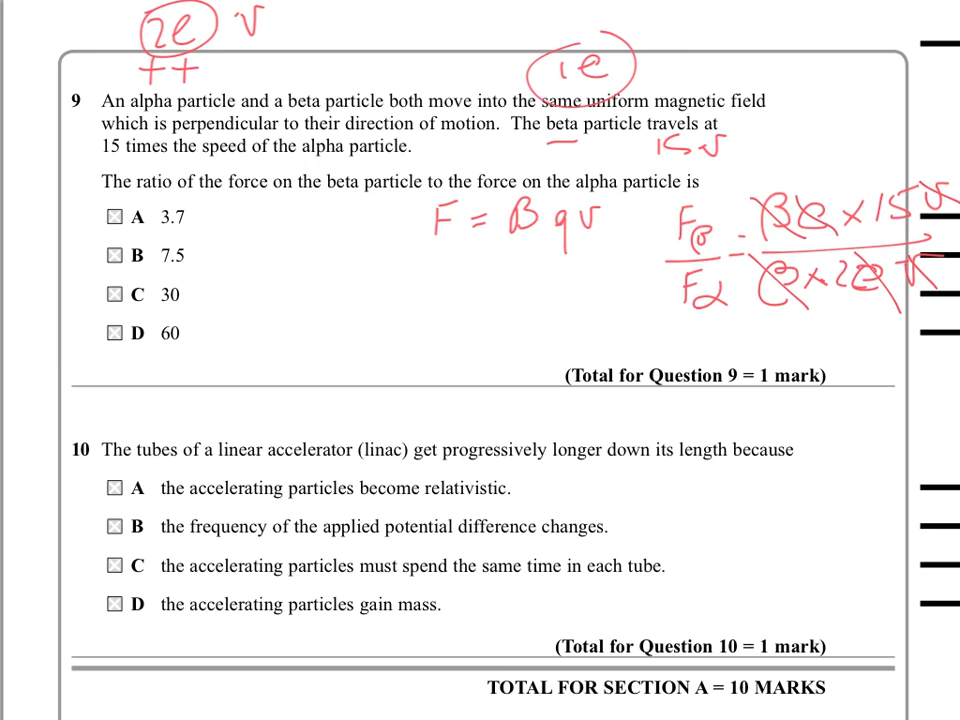 2e v
++
1e
9 An alpha particle and a beta particle both move into the same uniform magnetic field
which is perpendicular to their direction of motion. The beta particle travels at
15 times the speed of the alpha particle.
15 v
The ratio of the force on the beta particle to the force on the alpha particle is
A 3.7
F = B q v
Fβ / Fα = B e × 15 v / B × 2 e v
B 7.5
C 30
D 60
(Total for Question 9 = 1 mark)
10 The tubes of a linear accelerator (linac) get progressively longer down its length because
A the accelerating particles become relativistic.
B the frequency of the applied potential difference changes.
C the accelerating particles must spend the same time in each tube.
D the accelerating particles gain mass.
(Total for Question 10 = 1 mark)
TOTAL FOR SECTION A = 10 MARKS